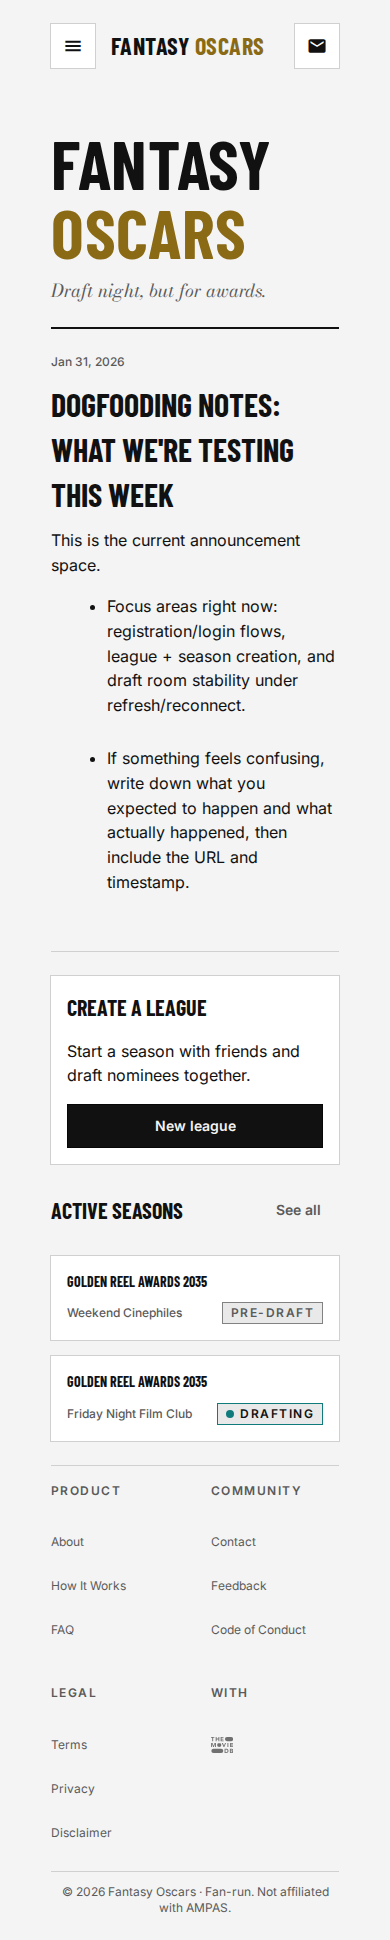 FANTASY OSCARS
FANTASY
OSCARS
Draft night, but for awards.
Jan 31, 2026
DOGFOODING NOTES:
WHAT WE'RE TESTING
THIS WEEK
This is the current announcement
space.
• Focus areas right now:
registration/login flows,
league + season creation, and
draft room stability under
refresh/reconnect.
• If something feels confusing,
write down what you
expected to happen and what
actually happened, then
include the URL and
timestamp.
CREATE A LEAGUE
Start a season with friends and
draft nominees together.
New league
ACTIVE SEASONS See all
GOLDEN REEL AWARDS 2035
Weekend Cinephiles PRE-DRAFT
GOLDEN REEL AWARDS 2035
Friday Night Film Club DRAFTING
PRODUCT
About
How It Works
FAQ
COMMUNITY
Contact
Feedback
Code of Conduct
LEGAL
Terms
Privacy
Disclaimer
WITH
THE
MOVIE
DB
© 2026 Fantasy Oscars · Fan-run. Not affiliated
with AMPAS.